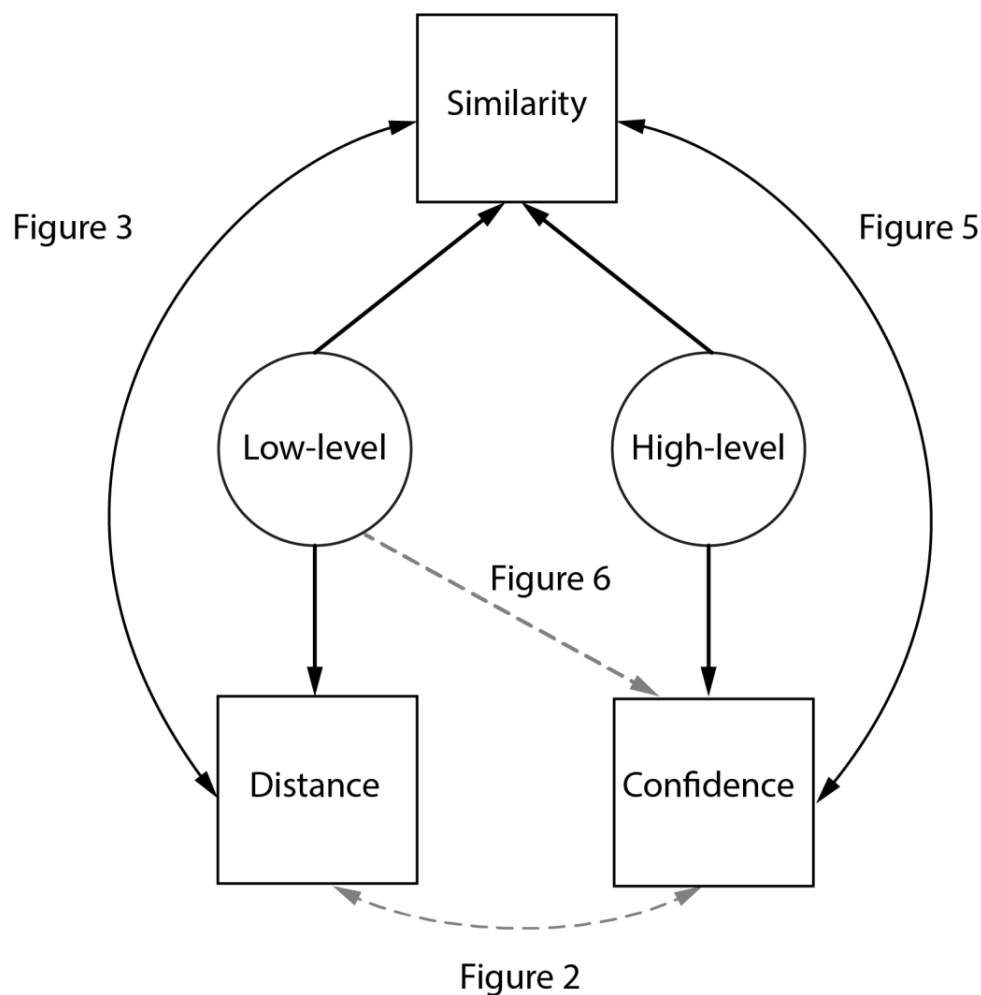 Similarity
Figure 3
Figure 5
Low-level
High-level
Figure 6
Distance
Confidence
Figure 2